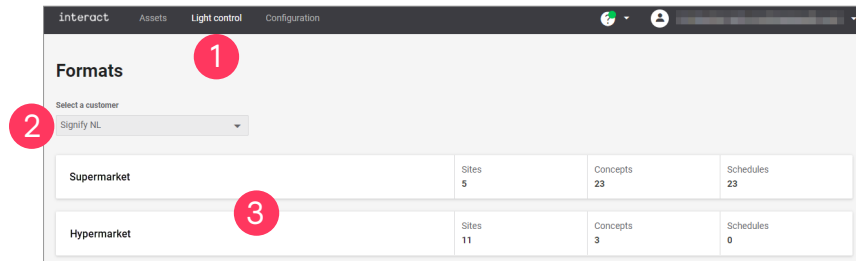 interact Assets Light control Configuration ?
1
Formats
Select a customer
2 Signify NL
Supermarket Sites Concepts Schedules
5 23 23
3
Hypermarket Sites Concepts Schedules
11 3 0